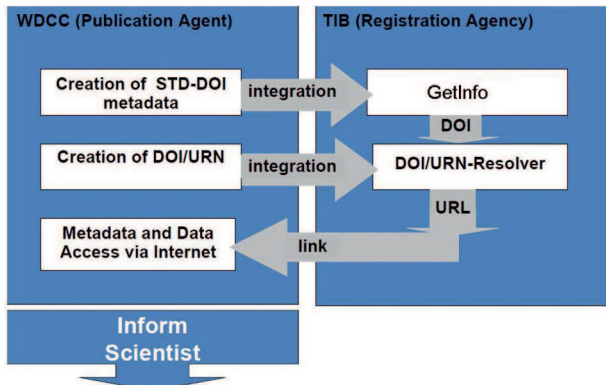 WDCC (Publication Agent)
TIB (Registration Agency)
Creation of STD-DOI
metadata
integration
GetInfo
DOI
Creation of DOI/URN
integration
DOI/URN-Resolver
URL
Metadata and Data
Access via Internet
link
Inform
Scientist